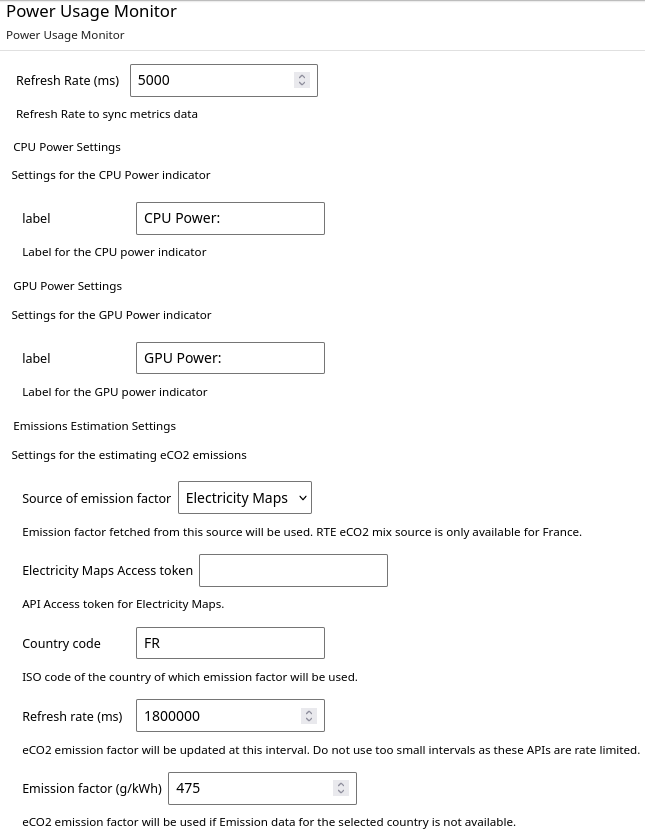 Power Usage Monitor
Power Usage Monitor
Refresh Rate (ms) 5000
Refresh Rate to sync metrics data
CPU Power Settings
Settings for the CPU Power indicator
label CPU Power:
Label for the CPU power indicator
GPU Power Settings
Settings for the GPU Power indicator
label GPU Power:
Label for the GPU power indicator
Emissions Estimation Settings
Settings for the estimating eCO2 emissions
Source of emission factor Electricity Maps
Emission factor fetched from this source will be used. RTE eCO2 mix source is only available for France.
Electricity Maps Access token
API Access token for Electricity Maps.
Country code FR
ISO code of the country of which emission factor will be used.
Refresh rate (ms) 1800000
eCO2 emission factor will be updated at this interval. Do not use too small intervals as these APIs are rate limited.
Emission factor (g/kWh) 475
eCO2 emission factor will be used if Emission data for the selected country is not available.